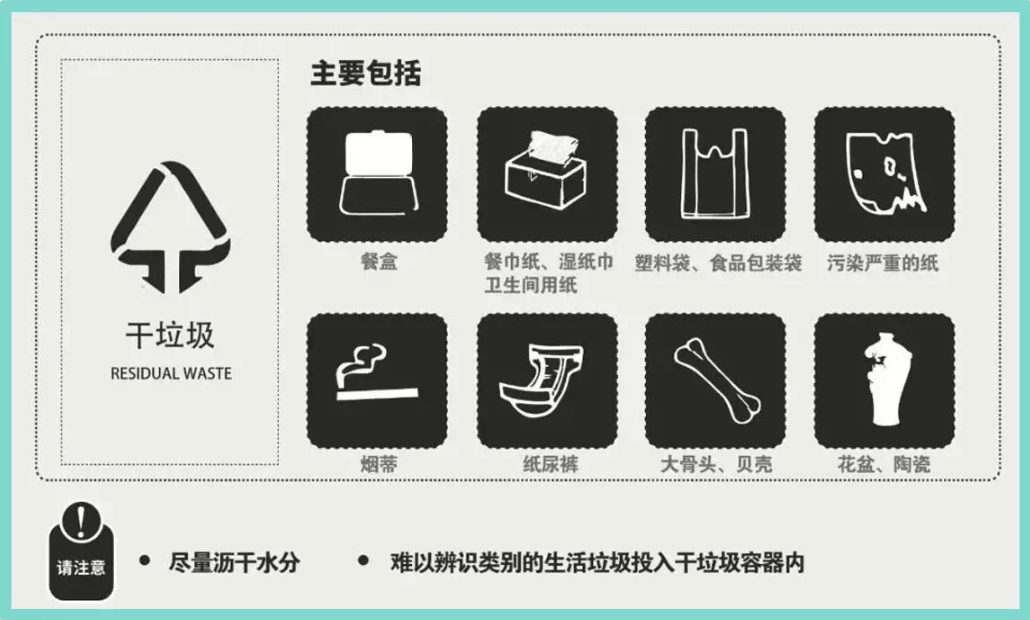 主要包括
干垃圾
RESIDUAL WASTE
餐盒
餐巾纸、湿纸巾
卫生间用纸
塑料袋、食品包装袋
污染严重的纸
烟蒂
纸尿裤
大骨头、贝壳
花盆、陶瓷
!
请注意
• 尽量沥干水分
• 难以辨识类别的生活垃圾投入干垃圾容器内